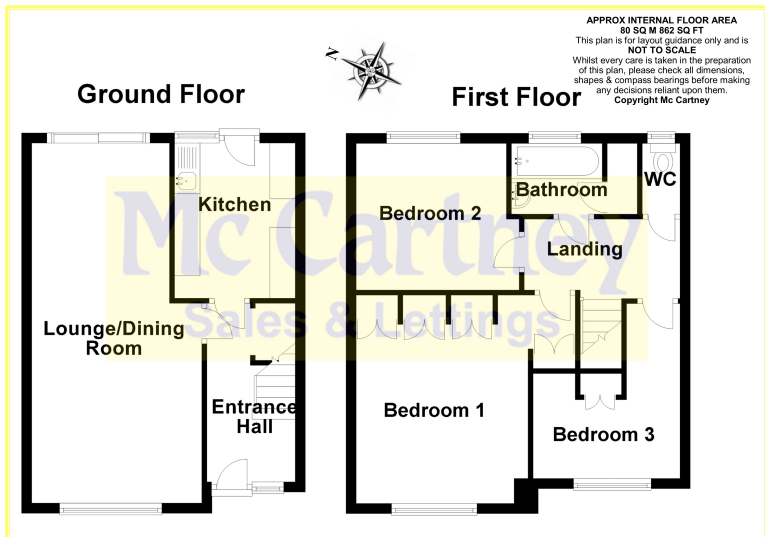 APPROX INTERNAL FLOOR AREA
80 SQ M 862 SQ FT
This plan is for layout guidance only and is
NOT TO SCALE
Whilst every care is taken in the preparation
of this plan, please check all dimensions,
shapes & compass bearings before making
any decisions reliant upon them.
Copyright Mc Cartney
N
Ground Floor
First Floor
Kitchen
Lounge/Dining
Room
Entrance
Hall
Bathroom
WC
Bedroom 2
Landing
Bedroom 1
Bedroom 3
Mc Cartney
Sales & Lettings